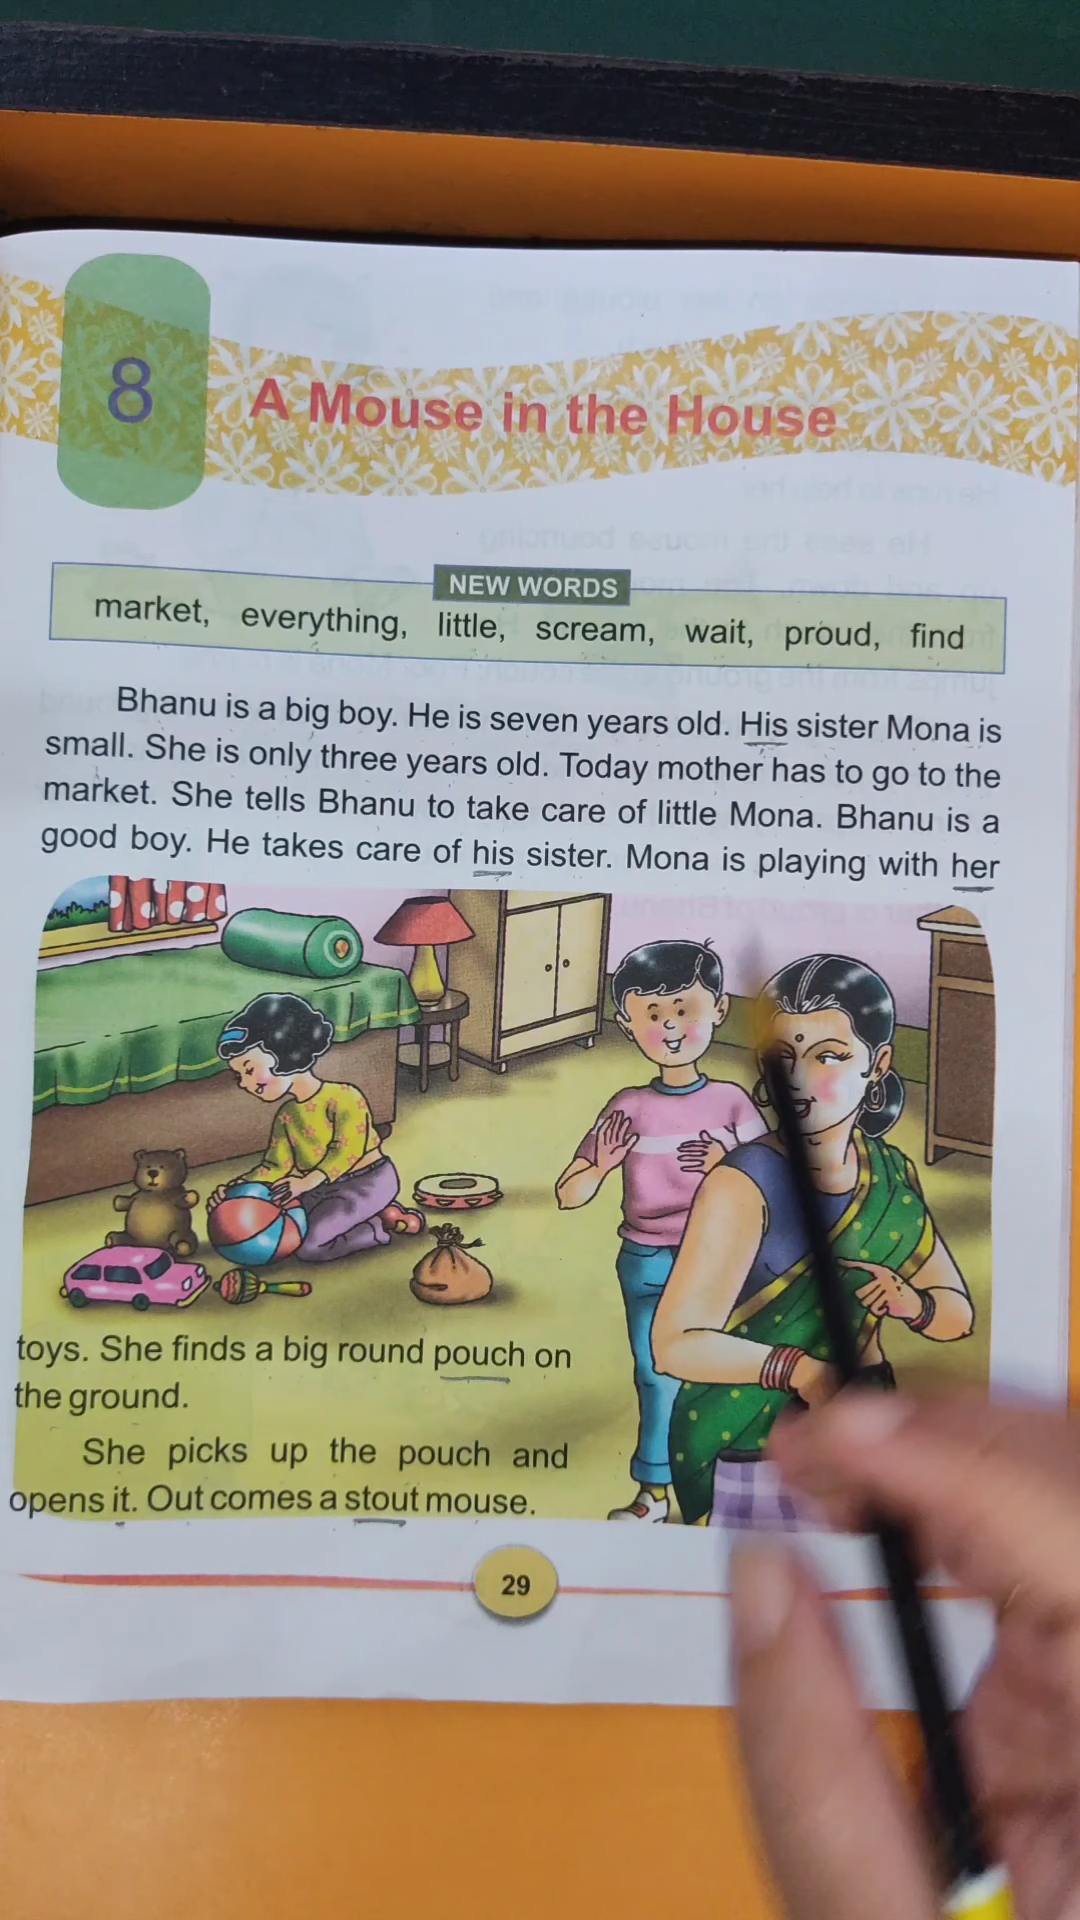 8
A Mouse in the House
NEW WORDS
market, everything, little, scream, wait, proud, find
Bhanu is a big boy. He is seven years old. His sister Mona is
small. She is only three years old. Today mother has to go to the
market. She tells Bhanu to take care of little Mona. Bhanu is a
good boy. He takes care of his sister. Mona is playing with her
toys. She finds a big round pouch on
the ground.
She picks up the pouch and
opens it. Out comes a stout mouse.
29